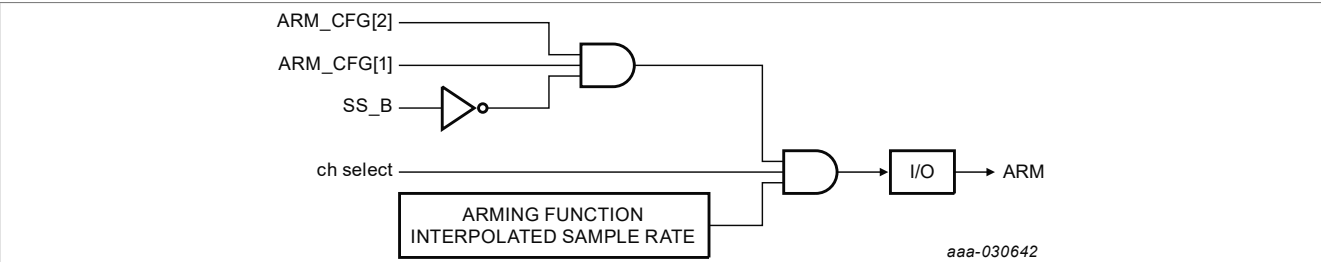 ARM_CFG[2]
ARM_CFG[1]
SS_B
ch select
I/O
ARM
ARMING FUNCTION
INTERPOLATED SAMPLE RATE
aaa-030642